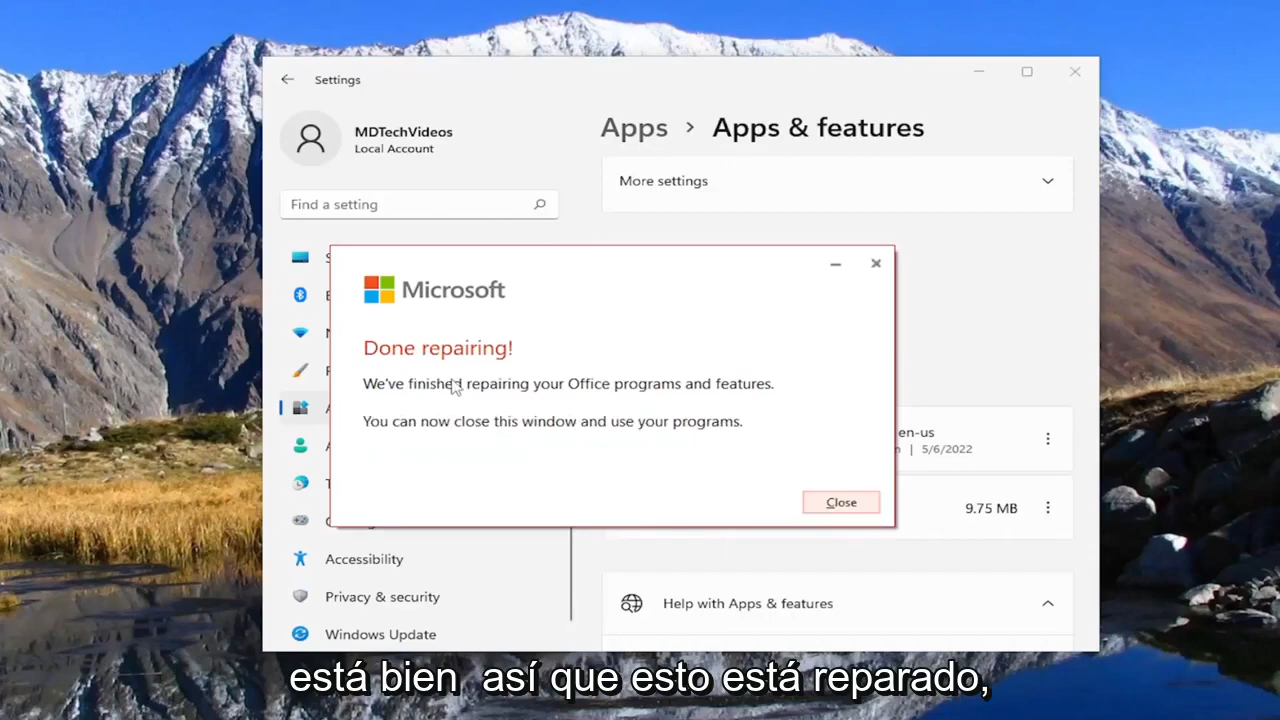 Settings
MDTechVideos
Local Account
Find a setting
Apps > Apps & features
More settings
Microsoft
Done repairing!
We've finished repairing your Office programs and features.
You can now close this window and use your programs.
Close
en-us
| 5/6/2022
9.75 MB
Accessibility
Privacy & security
Windows Update
Help with Apps & features
está bien así que esto está reparado,